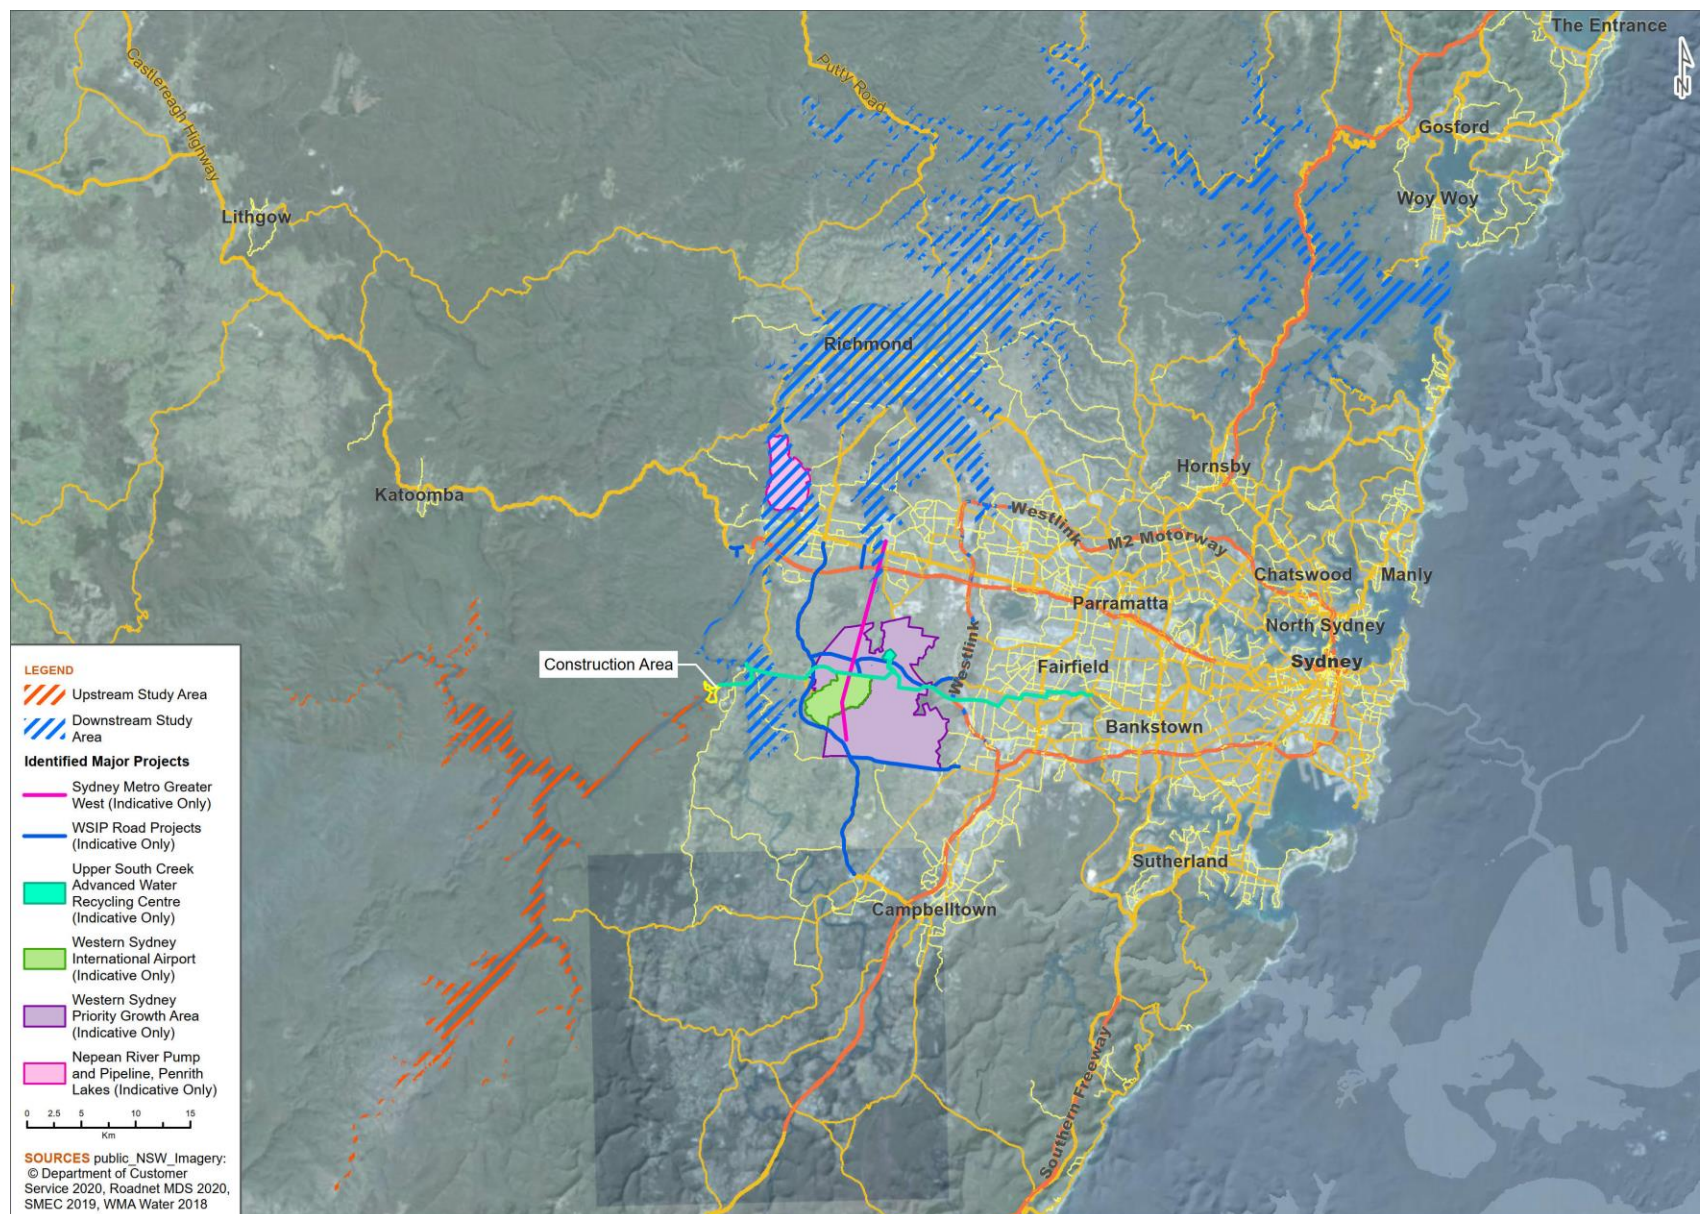 The Entrance
Castlereagh Highway
Putty Road
N
Gosford
Woy Woy
Lithgow
Richmond
Hornsby
Katoomba
Westlink
M2 Motorway
Chatswood
Manly
Parramatta
North Sydney
Construction Area
Westlink
Fairfield
Sydney
Bankstown
Sutherland
Campbelltown
Southern Freeway
LEGEND
Upstream Study Area
Downstream Study
Area
Identified Major Projects
Sydney Metro Greater
West (Indicative Only)
WSIP Road Projects
(Indicative Only)
Upper South Creek
Advanced Water
Recycling Centre
(Indicative Only)
Western Sydney
International Airport
(Indicative Only)
Western Sydney
Priority Growth Area
(Indicative Only)
Nepean River Pump
and Pipeline, Penrith
Lakes (Indicative Only)
0 2.5 5 10 15
Km
SOURCES public_NSW_Imagery:
© Department of Customer
Service 2020, Roadnet MDS 2020,
SMEC 2019, WMA Water 2018